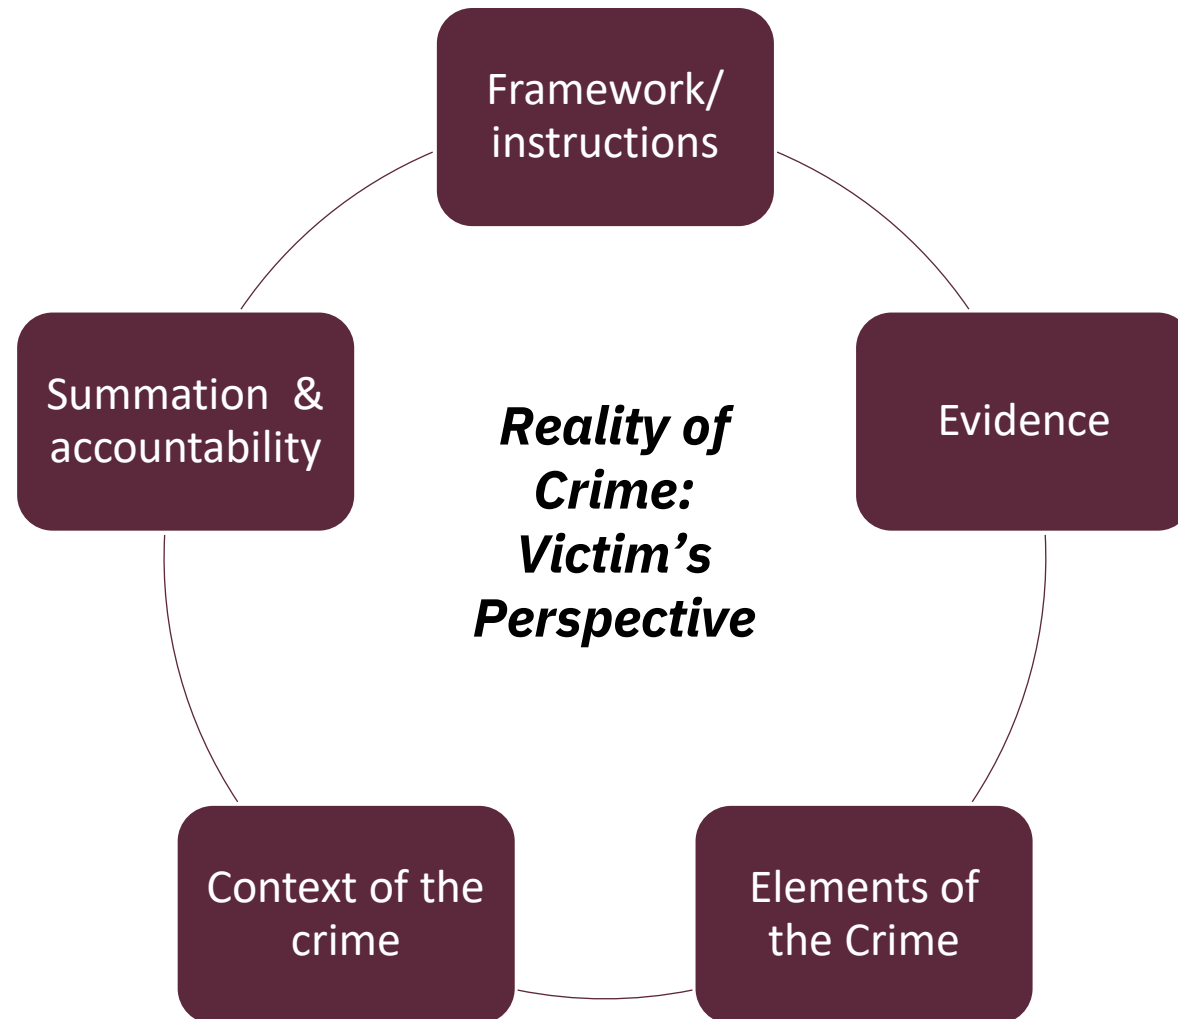 Framework/
instructions
Evidence
Elements of
the Crime
Context of the
crime
Summation  &
accountability
Reality of
Crime:
Victim’s
Perspective